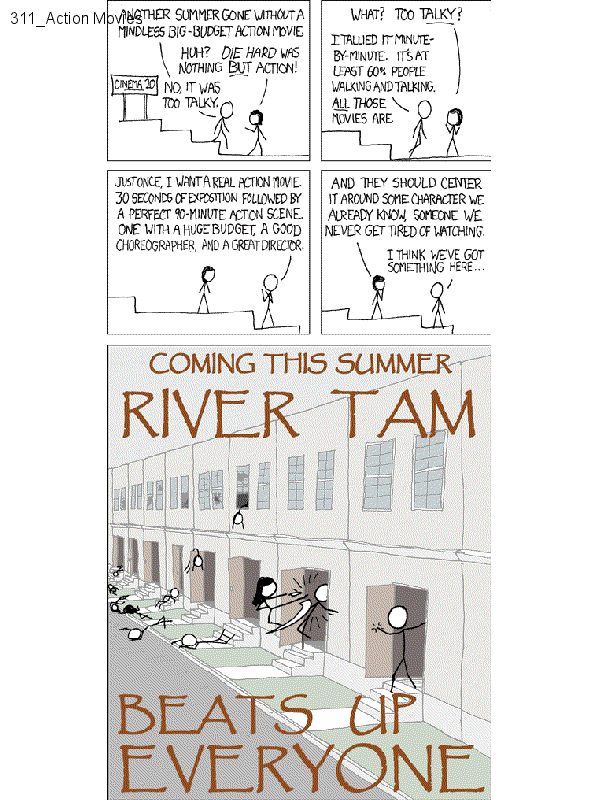 311_Action Movies
ANOTHER SUMMER GONE WITHOUT A
MINDLESS BIG-BUDGET ACTION MOVIE
HUH? DIE HARD WAS
NOTHING BUT ACTION!
CINEMA 20
NO, IT WAS
TOO TALKY.
WHAT? TOO TALKY?
I TALLIED IT MINUTE-
BY-MINUTE. IT'S AT
LEAST 60% PEOPLE
WALKING AND TALKING.
ALL THOSE
MOVIES ARE
JUST ONCE, I WANT A REAL ACTION MOVIE.
30 SECONDS OF EXPOSITION FOLLOWED BY
A PERFECT 90-MINUTE ACTION SCENE.
ONE WITH A HUGE BUDGET, A GOOD
CHOREOGRAPHER, AND A GREAT DIRECTOR.
AND THEY SHOULD CENTER
IT AROUND SOME CHARACTER WE
ALREADY KNOW, SOMEONE WE
NEVER GET TIRED OF WATCHING.
I THINK WE'VE GOT
SOMETHING HERE...
COMING THIS SUMMER
RIVER TAM
BEATS UP
EVERYONE